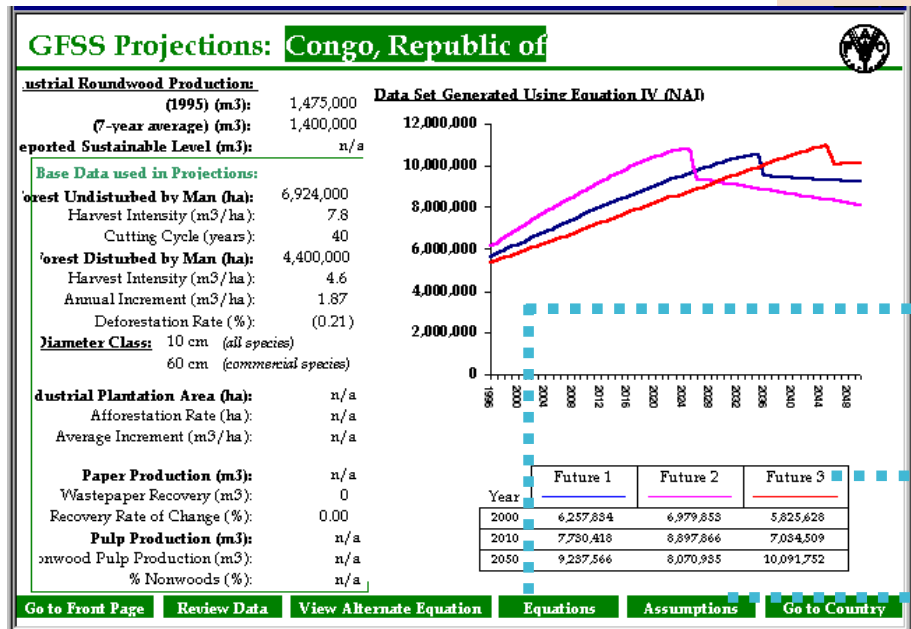 GFSS Projections: Congo, Republic of
ustrial Roundwood Production:
(1995) (m3): 1,475,000
(7-year average) (m3): 1,400,000
eported Sustainable Level (m3): n/a
Base Data used in Projections:
orest Undisturbed by Man (ha): 6,924,000
Harvest Intensity (m3/ha): 7.8
Cutting Cycle (years): 40
orest Disturbed by Man (ha): 4,400,000
Harvest Intensity (m3/ha): 4.6
Annual Increment (m3/ha): 1.87
Deforestation Rate (%): (0.21)
Diameter Class: 10 cm (all species)
60 cm (commercial species)
dustrial Plantation Area (ha): n/a
Afforestation Rate (ha): n/a
Average Increment (m3/ha): n/a
Paper Production (m3): n/a
Wastepaper Recovery (m3): 0
Recovery Rate of Change (%): 0.00
Pulp Production (m3): n/a
onwood Pulp Production (m3): n/a
% Nonwoods (%): n/a
Data Set Generated Using Equation IV (NAI)
12,000,000
10,000,000
8,000,000
6,000,000
4,000,000
2,000,000
0
1996 2000 2004 2008 2012 2016 2020 2024 2028 2032 2036 2040 2044 2048
Year Future 1 Future 2 Future 3
2000 6,257,834 6,979,853 5,825,628
2010 7,730,418 8,897,866 7,034,509
2050 9,237,566 8,070,935 10,091,752
Go to Front Page Review Data View Alternate Equation Equations Assumptions Go to Country